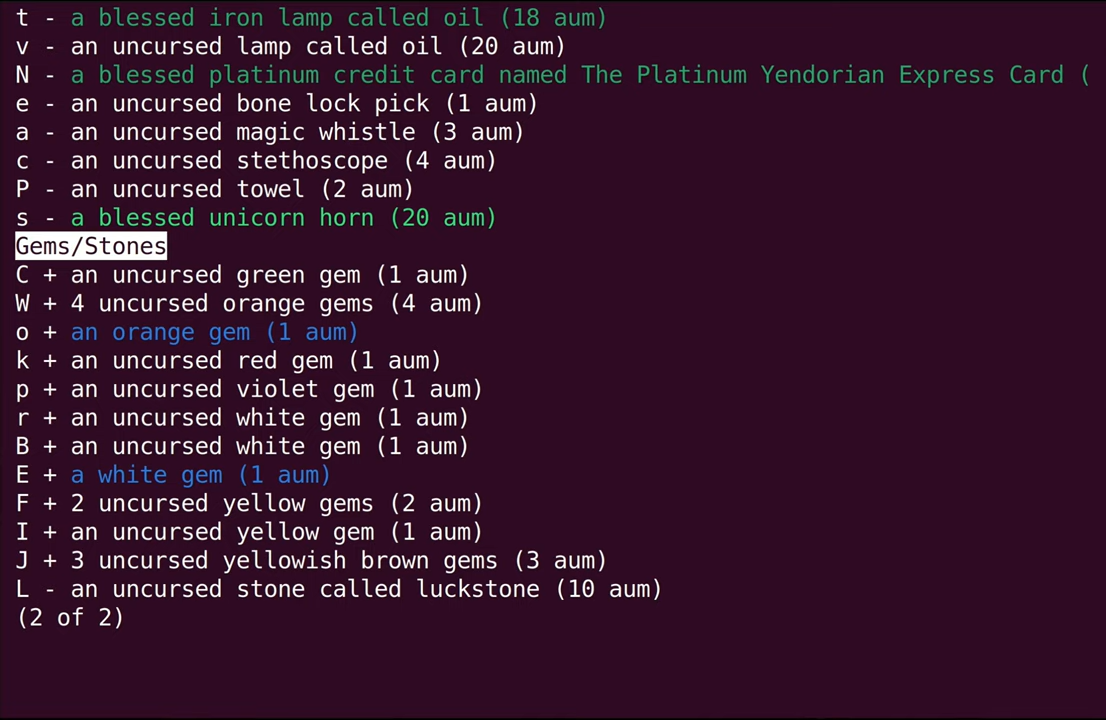 t - a blessed iron lamp called oil (18 aum)
v - an uncursed lamp called oil (20 aum)
N - a blessed platinum credit card named The Platinum Yendorian Express Card (
e - an uncursed bone lock pick (1 aum)
a - an uncursed magic whistle (3 aum)
c - an uncursed stethoscope (4 aum)
P - an uncursed towel (2 aum)
s - a blessed unicorn horn (20 aum)
Gems/Stones
C + an uncursed green gem (1 aum)
W + 4 uncursed orange gems (4 aum)
o + an orange gem (1 aum)
k + an uncursed red gem (1 aum)
p + an uncursed violet gem (1 aum)
r + an uncursed white gem (1 aum)
B + an uncursed white gem (1 aum)
E + a white gem (1 aum)
F + 2 uncursed yellow gems (2 aum)
I + an uncursed yellow gem (1 aum)
J + 3 uncursed yellowish brown gems (3 aum)
L - an uncursed stone called luckstone (10 aum)
(2 of 2)